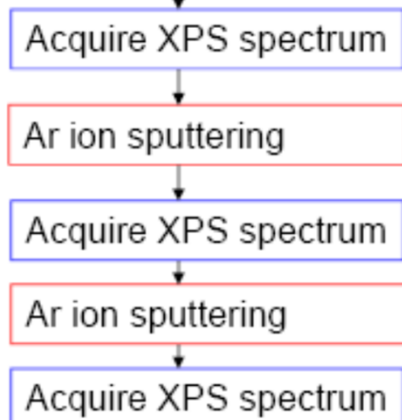 Acquire XPS spectrum
Ar ion sputtering
Acquire XPS spectrum
Ar ion sputtering
Acquire XPS spectrum